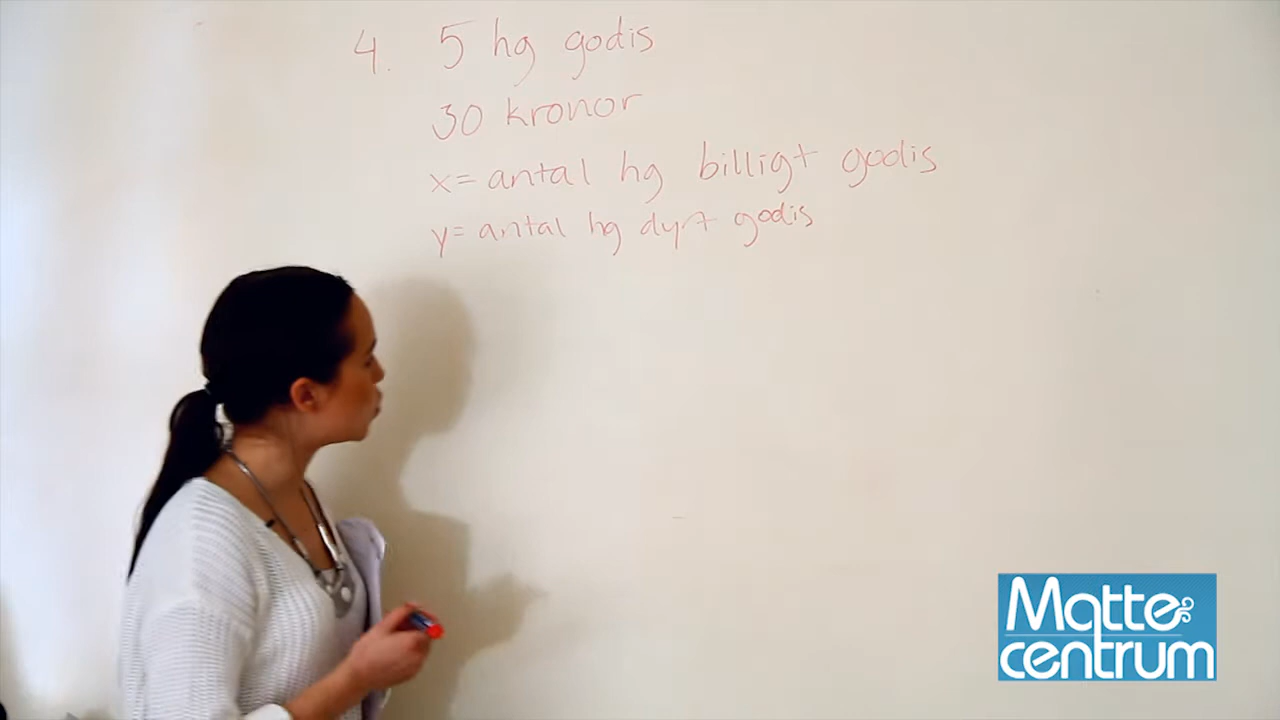 4. 5 hg godis
30 kronor
x= antal hg billigt godis
y= antal hg dyrt godis
Matte
centrum